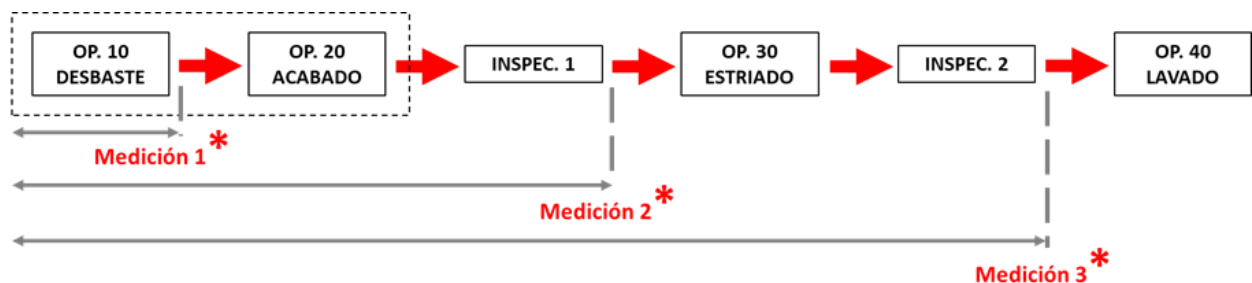 OP. 10
DESBASTE
OP. 20
ACABADO
INSPEC. 1
OP. 30
ESTRIADO
INSPEC. 2
OP. 40
LAVADO
Medición 1*
Medición 2*
Medición 3*